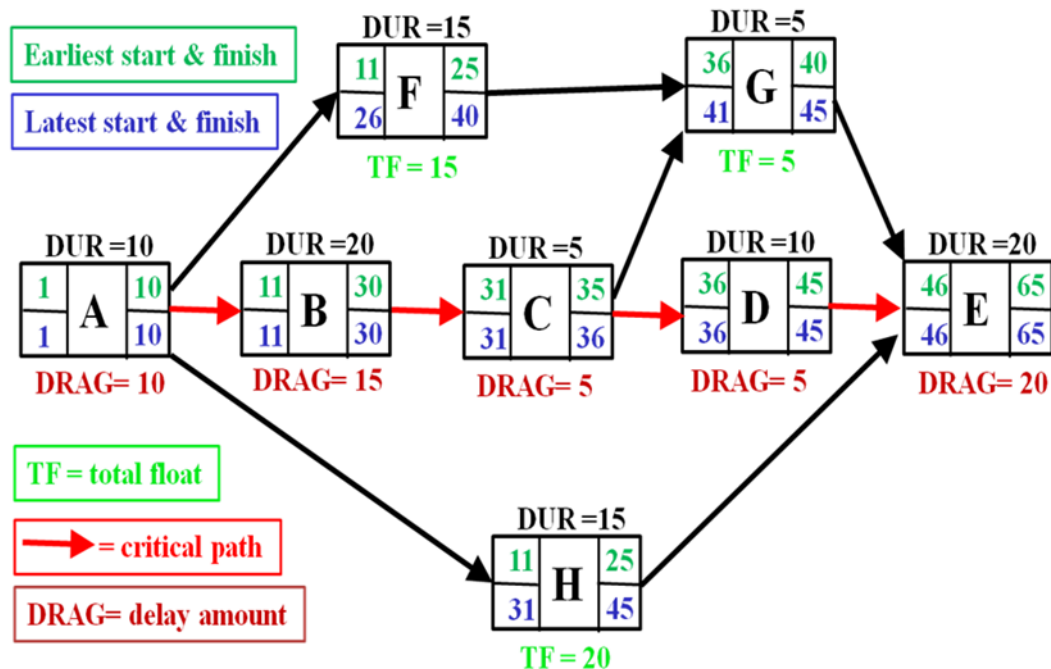 DUR =15
DUR =5
Earliest start & finish
11 F 25
26 40
36 G 40
41 45
Latest start & finish
TF = 15
TF = 5
DUR =10
DUR =20
DUR =5
DUR =10
DUR =20
1 A 10
1 10
11 B 30
11 30
31 C 35
31 36
36 D 45
36 45
46 E 65
46 65
DRAG= 10
DRAG= 15
DRAG= 5
DRAG= 5
DRAG= 20
TF = total float
= critical path
DRAG= delay amount
DUR =15
11 H 25
31 45
TF = 20